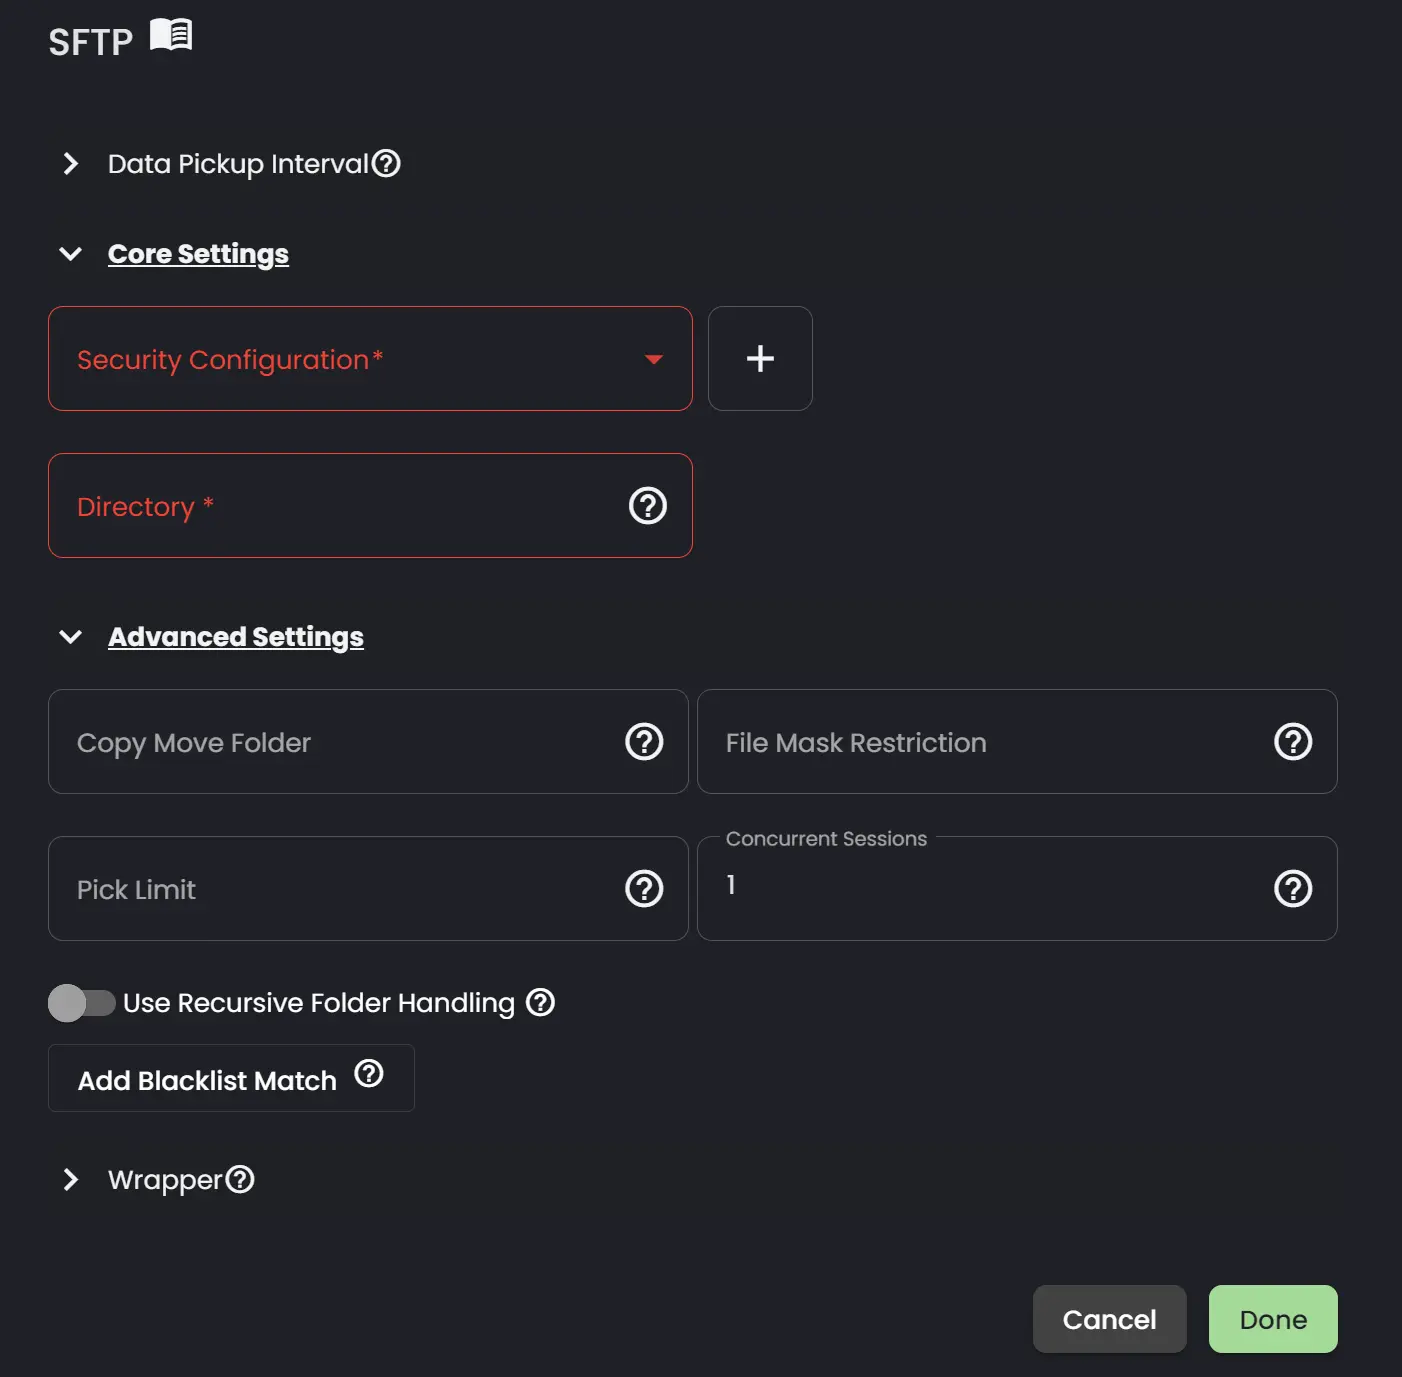 SFTP
Data Pickup Interval
Core Settings
Security Configuration*
Directory *
Advanced Settings
Copy Move Folder
File Mask Restriction
Pick Limit
Concurrent Sessions
1
Use Recursive Folder Handling
Add Blacklist Match
Wrapper
Cancel
Done